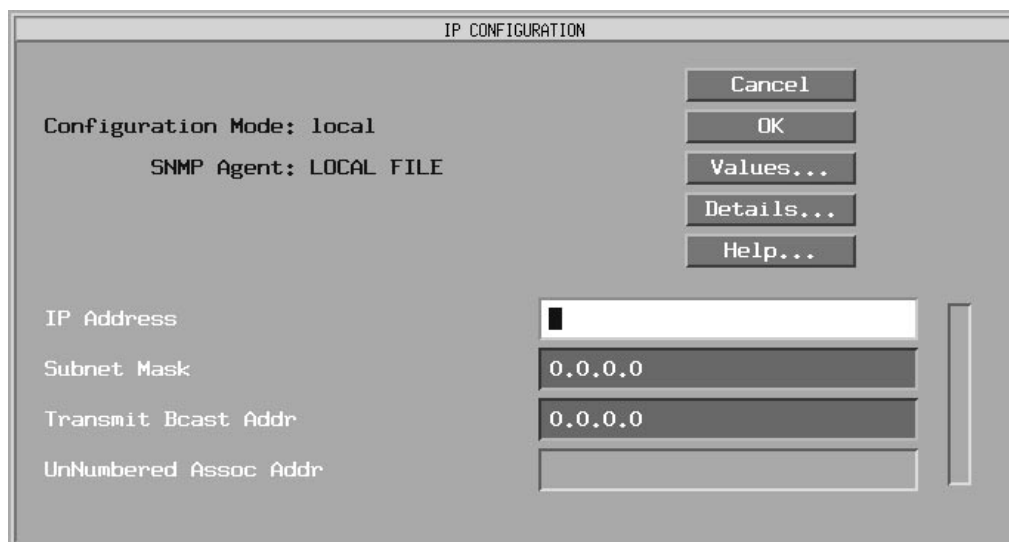 IP CONFIGURATION
Cancel
Configuration Mode: local
OK
SNMP Agent: LOCAL FILE
Values...
Details...
Help...
IP Address
Subnet Mask
0.0.0.0
Transmit Bcast Addr
0.0.0.0
UnNumbered Assoc Addr